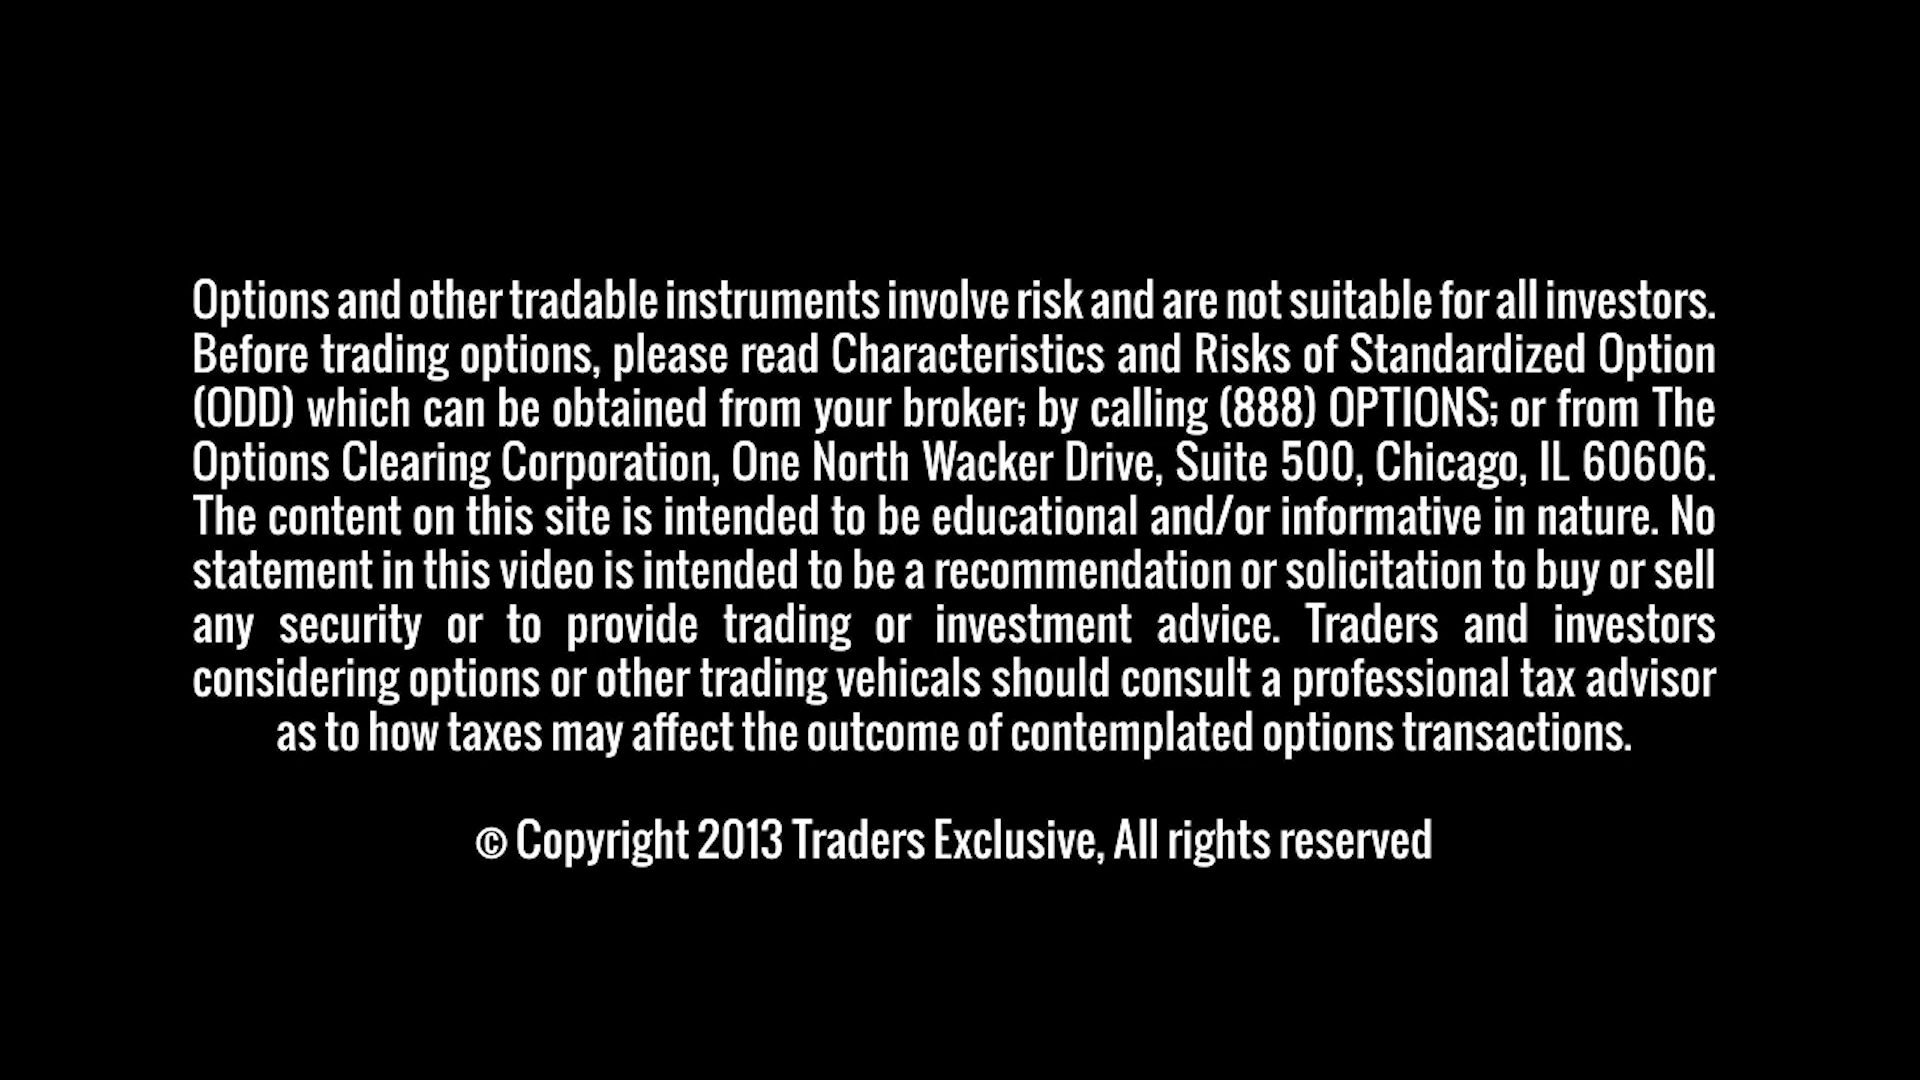 Options and other tradable instruments involve risk and are not suitable for all investors.
Before trading options, please read Characteristics and Risks of Standardized Option
(ODD) which can be obtained from your broker; by calling (888) OPTIONS; or from The
Options Clearing Corporation, One North Wacker Drive, Suite 500, Chicago, IL 60606.
The content on this site is intended to be educational and/or informative in nature. No
statement in this video is intended to be a recommendation or solicitation to buy or sell
any security or to provide trading or investment advice. Traders and investors
considering options or other trading vehicals should consult a professional tax advisor
as to how taxes may affect the outcome of contemplated options transactions.
© Copyright 2013 Traders Exclusive, All rights reserved